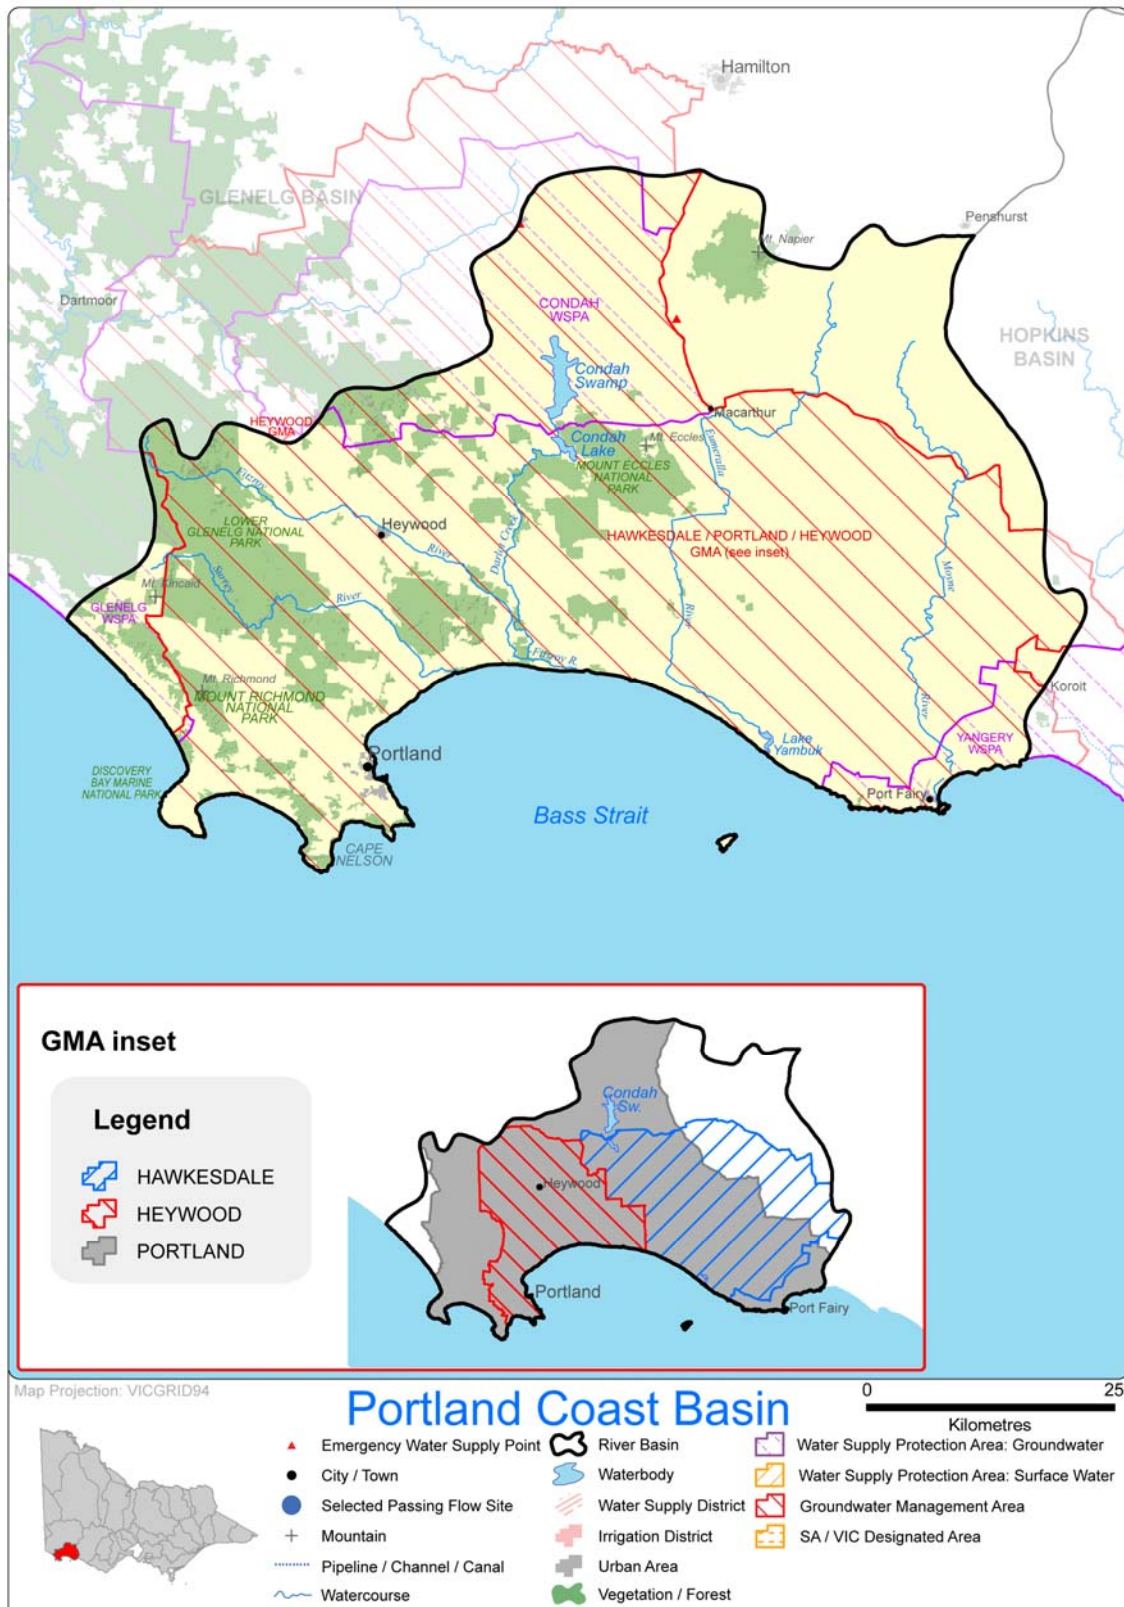 Hamilton
GLENELG BASIN
Penshurst
Mt. Napier
Dartmoor
CONDAH
WSPA
HOPKINS
BASIN
Condah
Swamp
HEYWOOD
GMA
Macarthur
Condah
Lake
Mt. Eccles
Eumeralla
MOUNT ECCLES
NATIONAL
PARK
Fitzroy
LOWER
GLENELG NATIONAL
PARK
Heywood
River
Darlot Creek
HAWKESDALE / PORTLAND / HEYWOOD
GMA (see inset)
Moyne
Mt. Kincaid
Surrey
River
GLENELG
WSPA
River
Fitzroy R.
Mt. Richmond
MOUNT RICHMOND
NATIONAL
PARK
Koroit
River
YANGERY
WSPA
Lake
Yambuk
Portland
DISCOVERY
BAY MARINE
NATIONAL PARK
Port Fairy
Bass Strait
CAPE
NELSON
GMA inset
Legend
HAWKESDALE
HEYWOOD
PORTLAND
Condah
Sw.
Heywood
Portland
Port Fairy
Map Projection: VICGRID94
Portland Coast Basin
0 25
Kilometres
Emergency Water Supply Point
City / Town
Selected Passing Flow Site
Mountain
Pipeline / Channel / Canal
Watercourse
River Basin
Waterbody
Water Supply District
Irrigation District
Urban Area
Vegetation / Forest
Water Supply Protection Area: Groundwater
Water Supply Protection Area: Surface Water
Groundwater Management Area
SA / VIC Designated Area